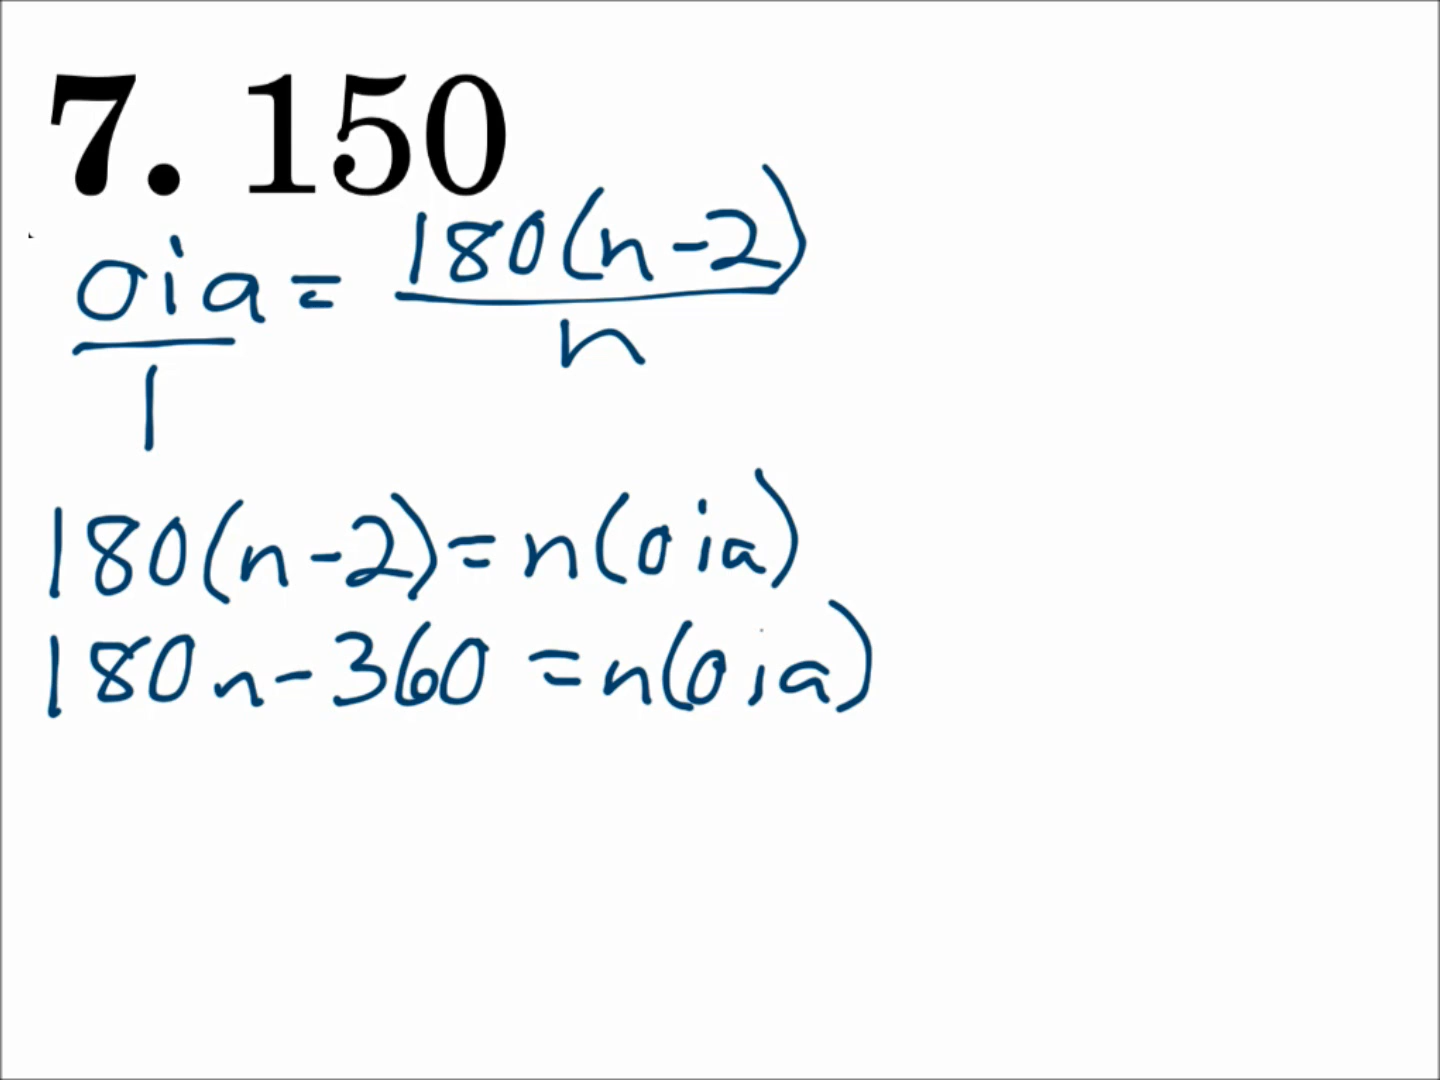 7. 150
oia/1 = 180(n-2)/n
180(n-2)=n(oia)
180n-360=n(oia)